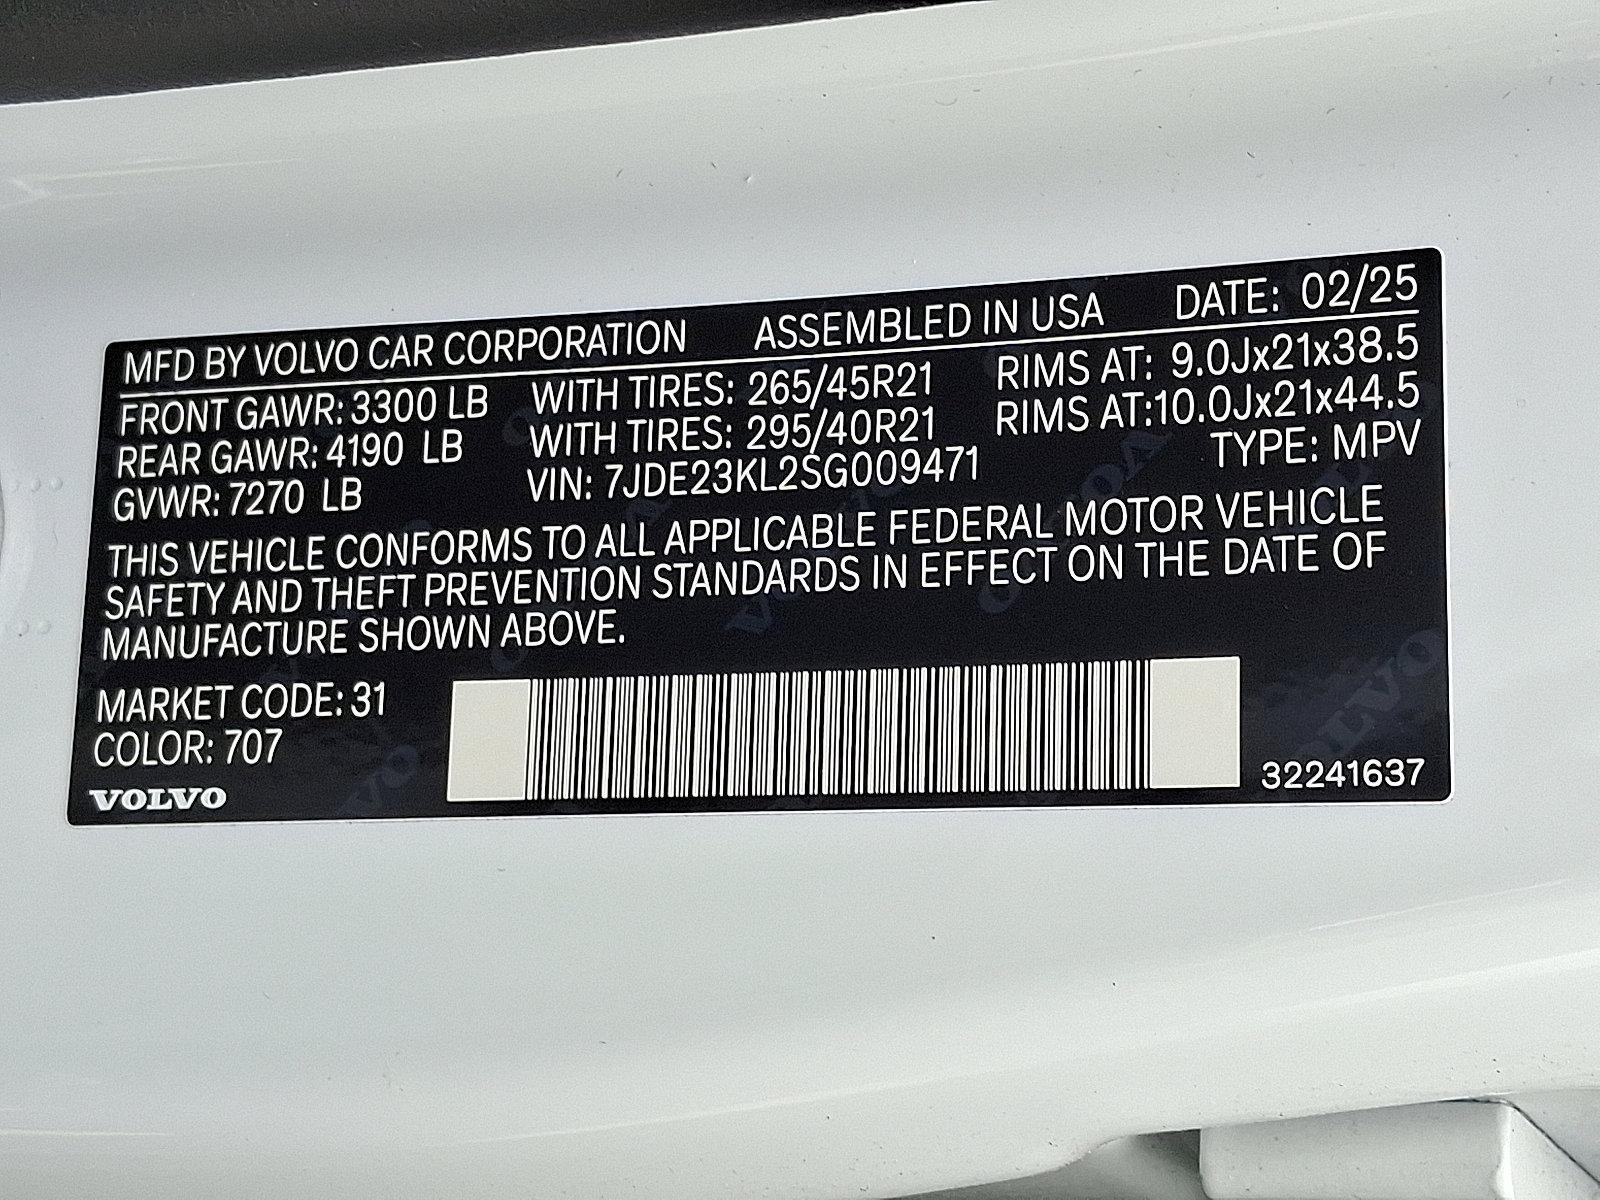 MFD BY VOLVO CAR CORPORATION ASSEMBLED IN USA DATE: 02/25
FRONT GAWR: 3300 LB WITH TIRES: 265/45R21 RIMS AT: 9.0Jx21x38.5
REAR GAWR: 4190 LB WITH TIRES: 295/40R21 RIMS AT:10.0Jx21x44.5
GVWR: 7270 LB VIN: 7JDE23KL2SG009471 TYPE: MPV
THIS VEHICLE CONFORMS TO ALL APPLICABLE FEDERAL MOTOR VEHICLE
SAFETY AND THEFT PREVENTION STANDARDS IN EFFECT ON THE DATE OF
MANUFACTURE SHOWN ABOVE.
MARKET CODE: 31
COLOR: 707
VOLVO
32241637